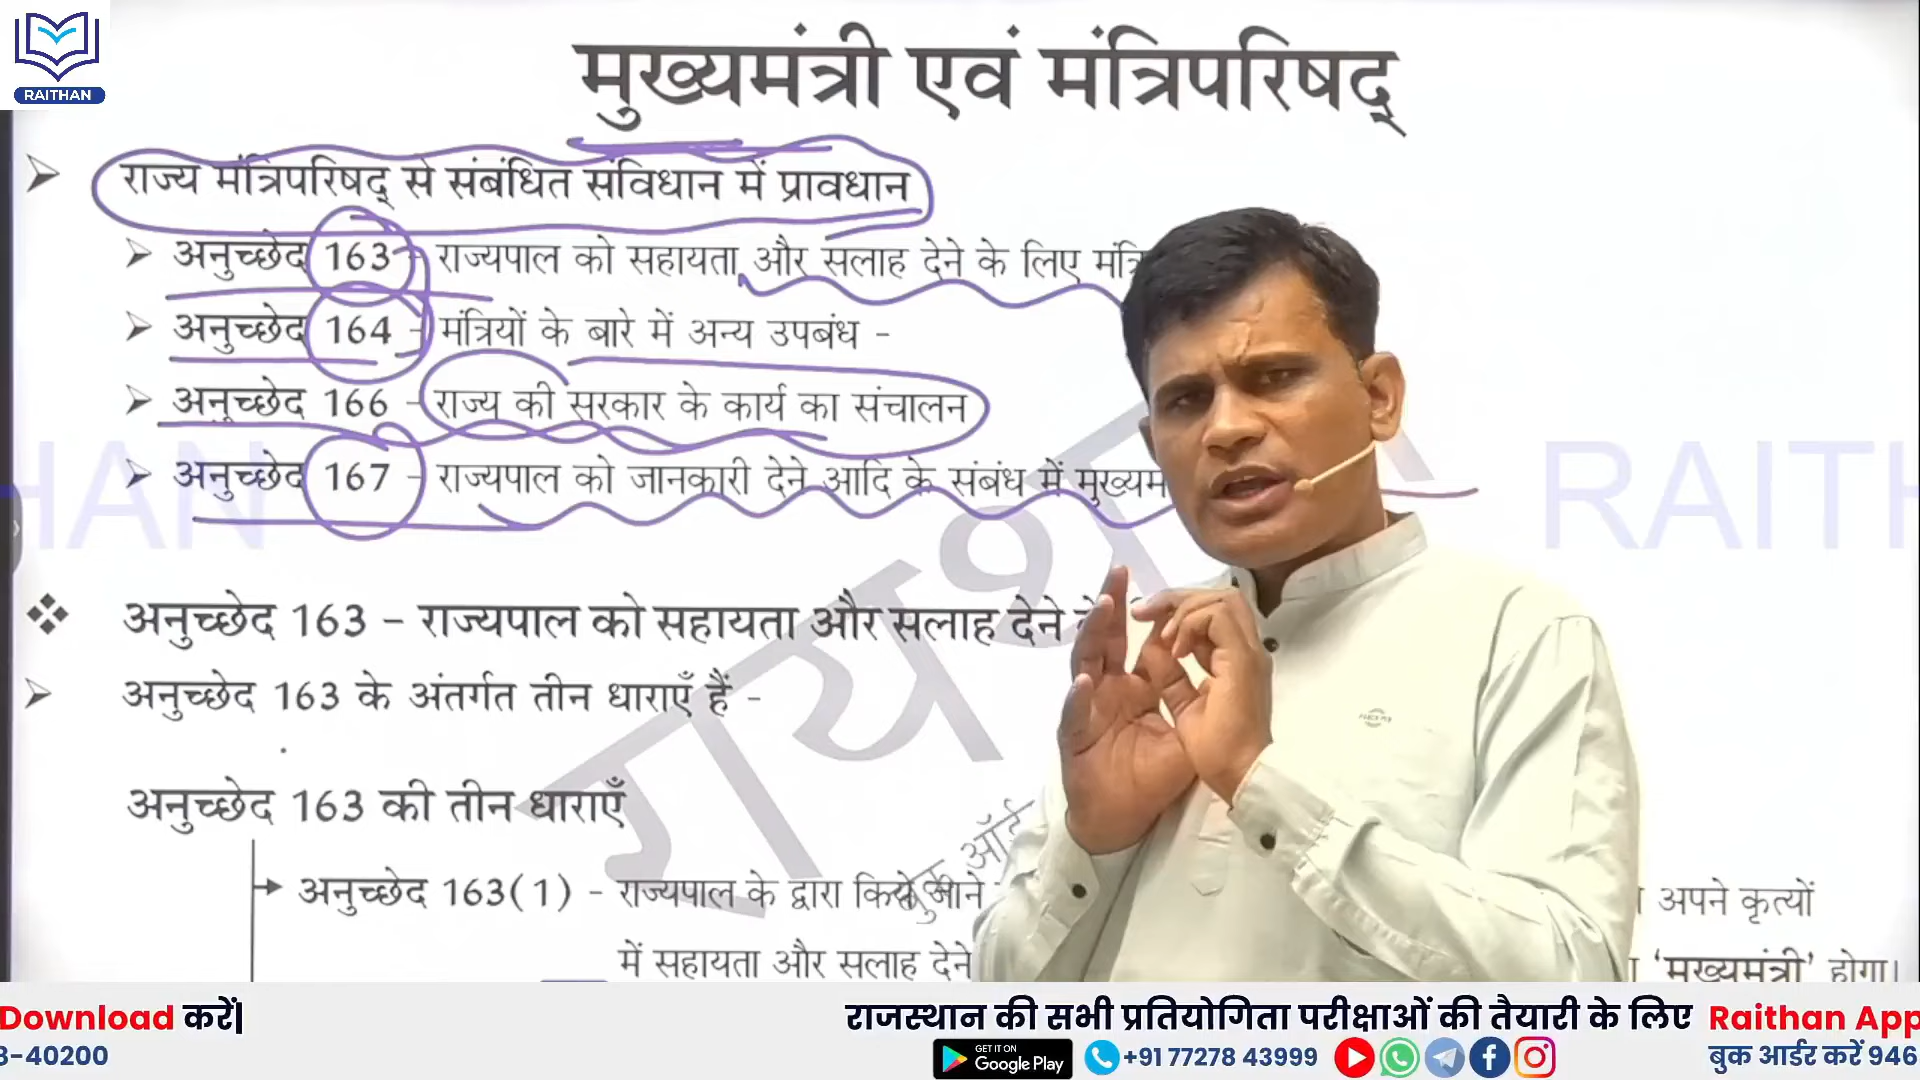 RAITHAN
मुख्यमंत्री एवं मंत्रिपरिषद्
राज्य मंत्रिपरिषद् से संबंधित संविधान में प्रावधान
अनुच्छेद 163 - राज्यपाल को सहायता और सलाह देने के लिए
अनुच्छेद 164 - मंत्रियों के बारे में अन्य उपबंध -
अनुच्छेद 166 - राज्य की सरकार के कार्य का संचालन
अनुच्छेद 167 - राज्यपाल को जानकारी देने आदि के संबंध में
अनुच्छेद 163 – राज्यपाल को सहायता और सलाह देने
अनुच्छेद 163 के अंतर्गत तीन धाराएँ हैं -
अनुच्छेद 163 की तीन धाराएँ
अनुच्छेद 163(1) - राज्यपाल के द्वारा किये जाने अपने कृत्यों
में सहायता और सलाह देने 'मुख्यमंत्री' होगा।
Download करें| राजस्थान की सभी प्रतियोगिता परीक्षाओं की तैयारी के लिए Raithan App
3-40200 GET IT ON Google Play +91 77278 43999 बुक आर्डर करें 946